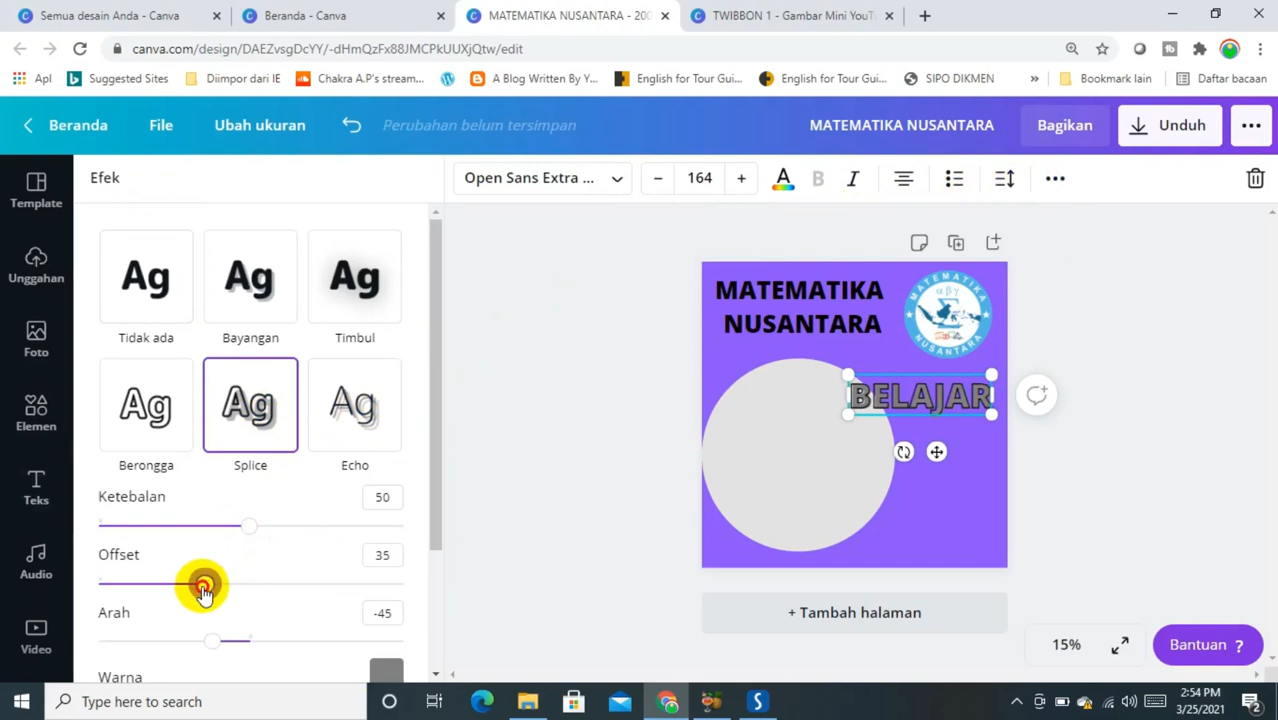 Semua desain Anda - Canva
Beranda - Canva
MATEMATIKA NUSANTARA - 200
TWIBBON 1 - Gambar Mini YouT
canva.com/design/DAEZvsgDcYY/-dHmQzFx88JMCPkUUXjQtw/edit
Apl
Suggested Sites
Diimpor dari IE
Chakra A.P's stream...
A Blog Written By Y...
English for Tour Gui...
English for Tour Gui...
SIPO DIKMEN
Bookmark lain
Daftar bacaan
Beranda
File
Ubah ukuran
Perubahan belum tersimpan
MATEMATIKA NUSANTARA
Bagikan
Unduh
Template
Unggahan
Foto
Elemen
Teks
Audio
Video
Efek
Open Sans Extra ...
164
A
B
I
Ag
Ag
Ag
Tidak ada
Bayangan
Timbul
Ag
Ag
Ag
Berongga
Splice
Echo
Ketebalan
50
Offset
35
Arah
-45
Warna
MATEMATIKA
NUSANTARA
MATEMATIKA
αβγ
Σ
NUSANTARA
BELAJAR
+ Tambah halaman
15%
Bantuan ?
Type here to search
2:54 PM
3/25/2021
2